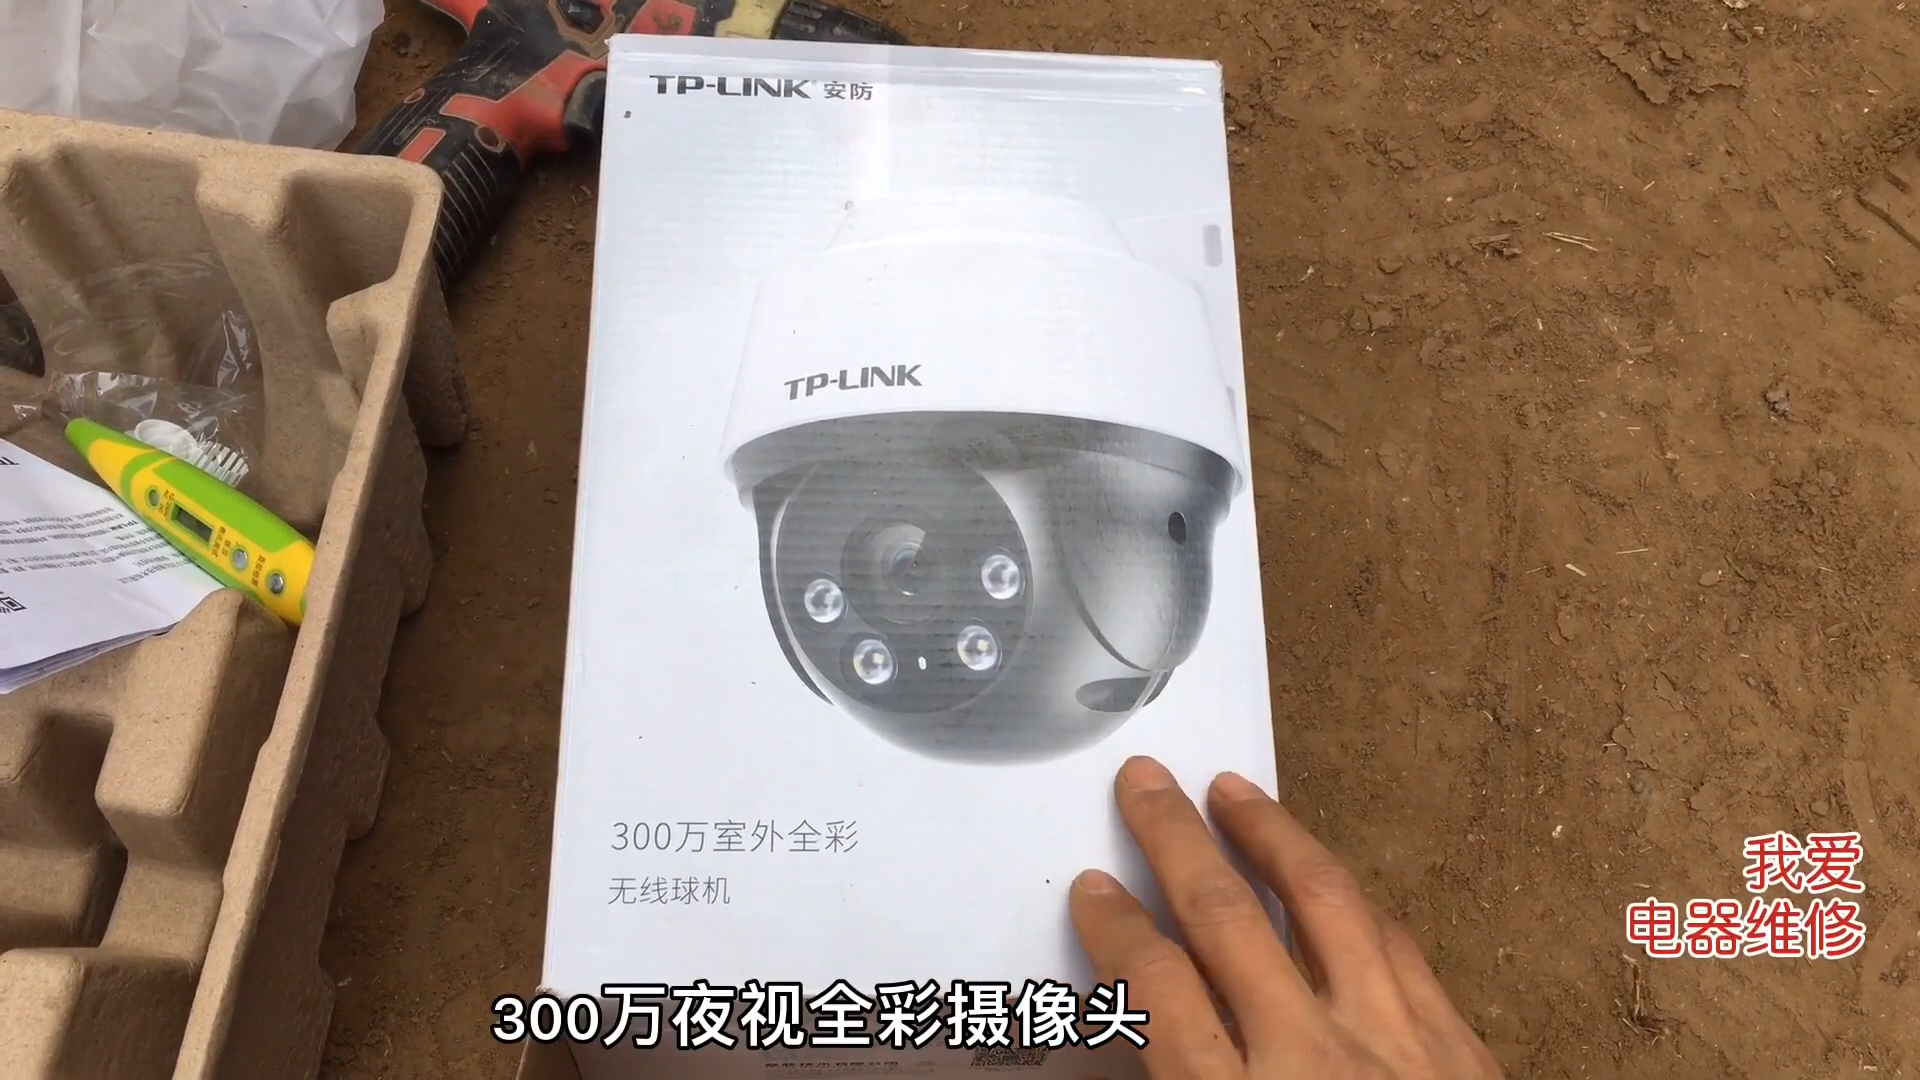 TP-LINK 安防
TP-LINK
300万室外全彩
无线球机
我爱
电器维修
300万夜视全彩摄像头